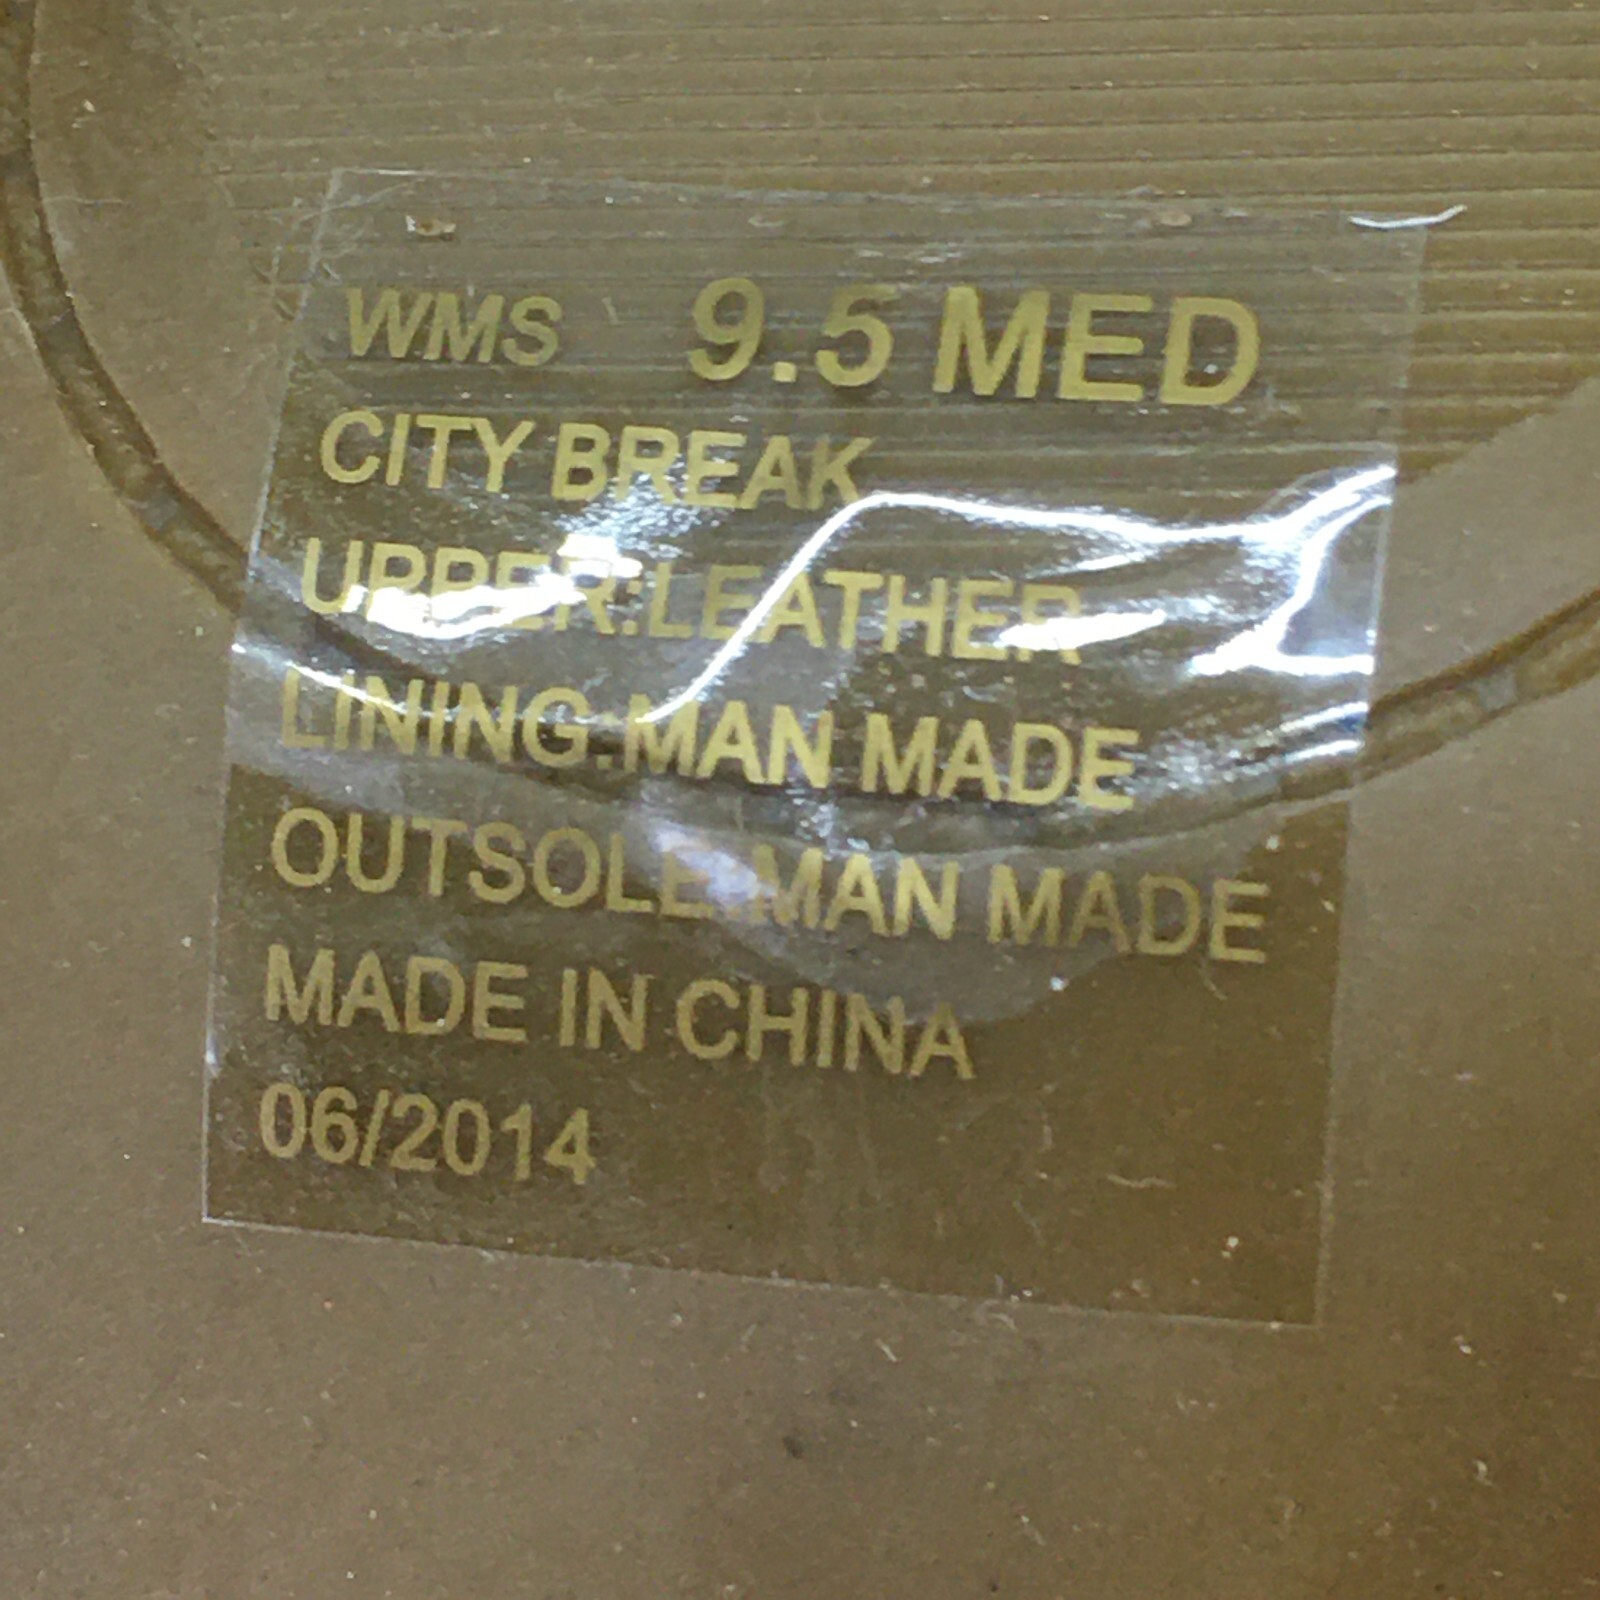 WMS 9.5 MED
CITY BREAK
UPPER:LEATHER
LINING:MAN MADE
OUTSOLE:MAN MADE
MADE IN CHINA
06/2014